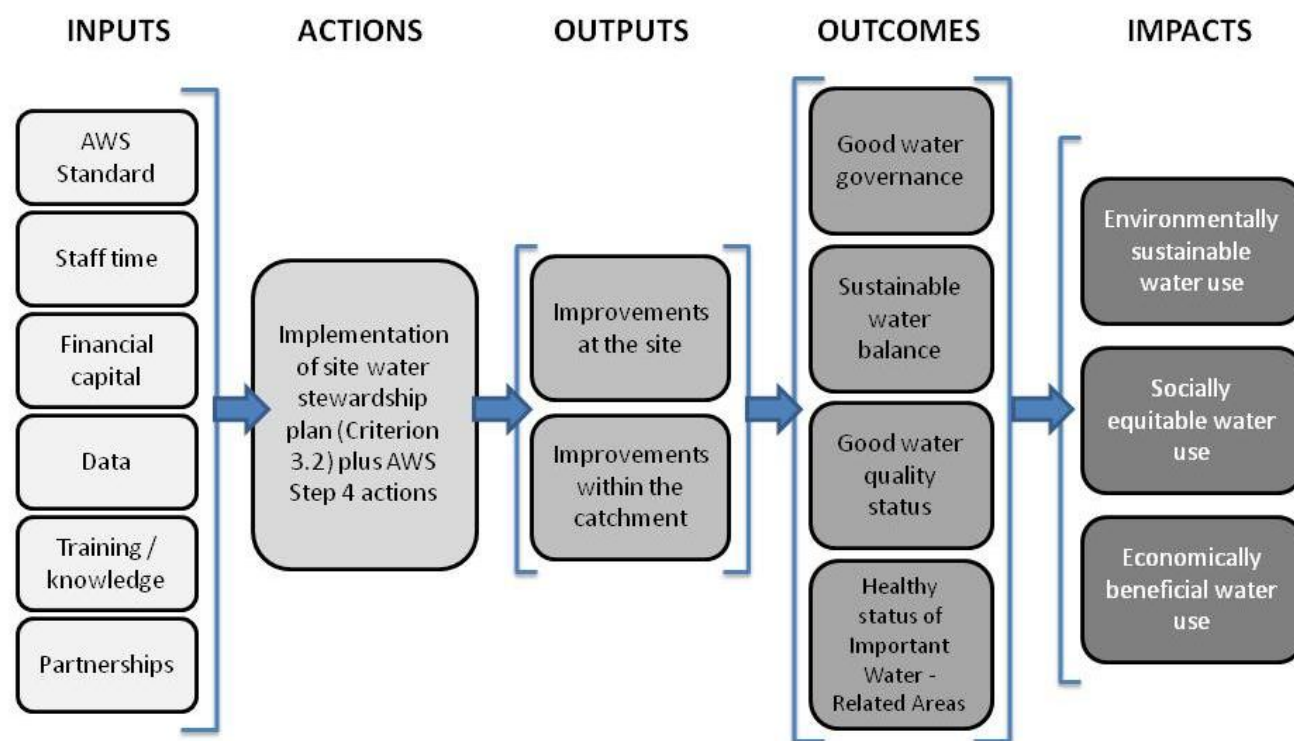 INPUTS
ACTIONS
OUTPUTS
OUTCOMES
IMPACTS
AWS
Standard
Staff time
Financial
capital
Data
Training /
knowledge
Partnerships
Implementation
of site water
stewardship
plan (Criterion
3.2) plus AWS
Step 4 actions
Improvements
at the site
Improvements
within the
catchment
Good water
governance
Sustainable
water
balance
Good water
quality
status
Healthy
status of
Important
Water -
Related Areas
Environmentally
sustainable
water use
Socially
equitable water
use
Economically
beneficial water
use